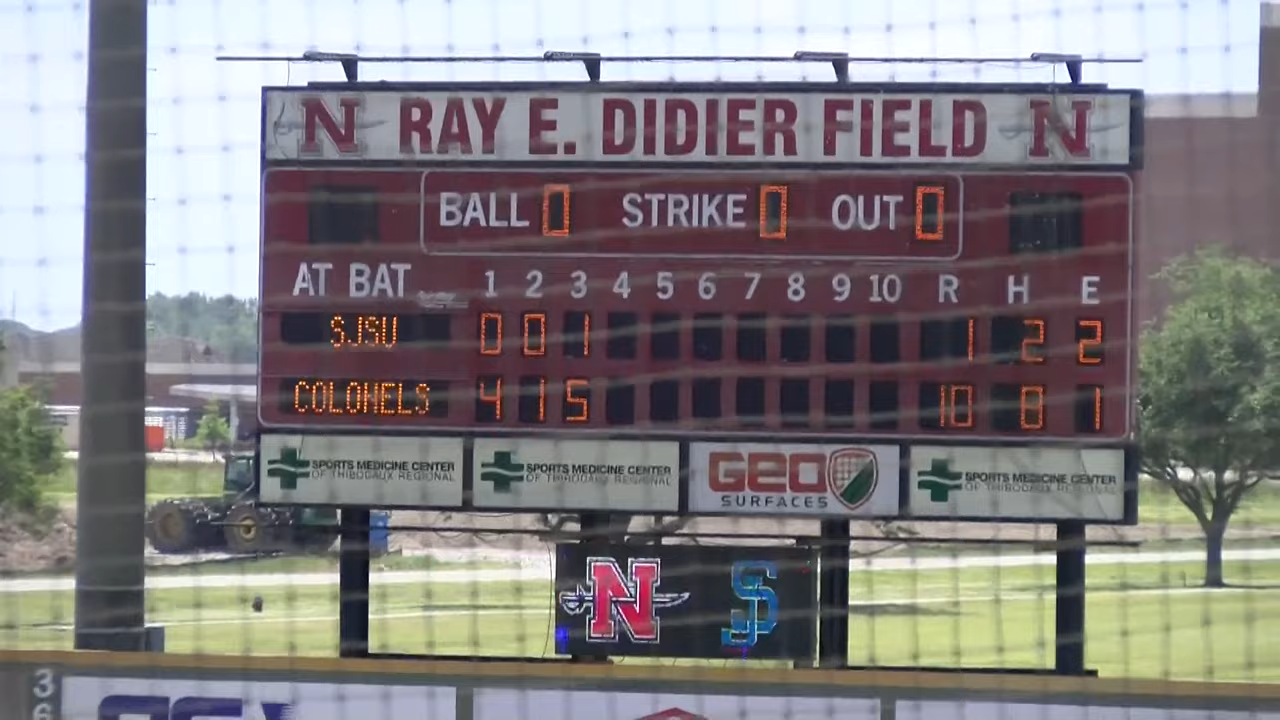 N RAY E. DIDIER FIELD N
BALL 0 STRIKE 0 OUT 0
AT BAT 1 2 3 4 5 6 7 8 9 10 R H E
SJSU 0 0 1 1 2 2
COLONELS 4 1 5 10 8 1
SPORTS MEDICINE CENTER
OF THIBODAUX REGIONAL
SPORTS MEDICINE CENTER
OF THIBODAUX REGIONAL
GEO
SURFACES
SPORTS MEDICINE CENTER
OF THIBODAUX REGIONAL
N SJ
36